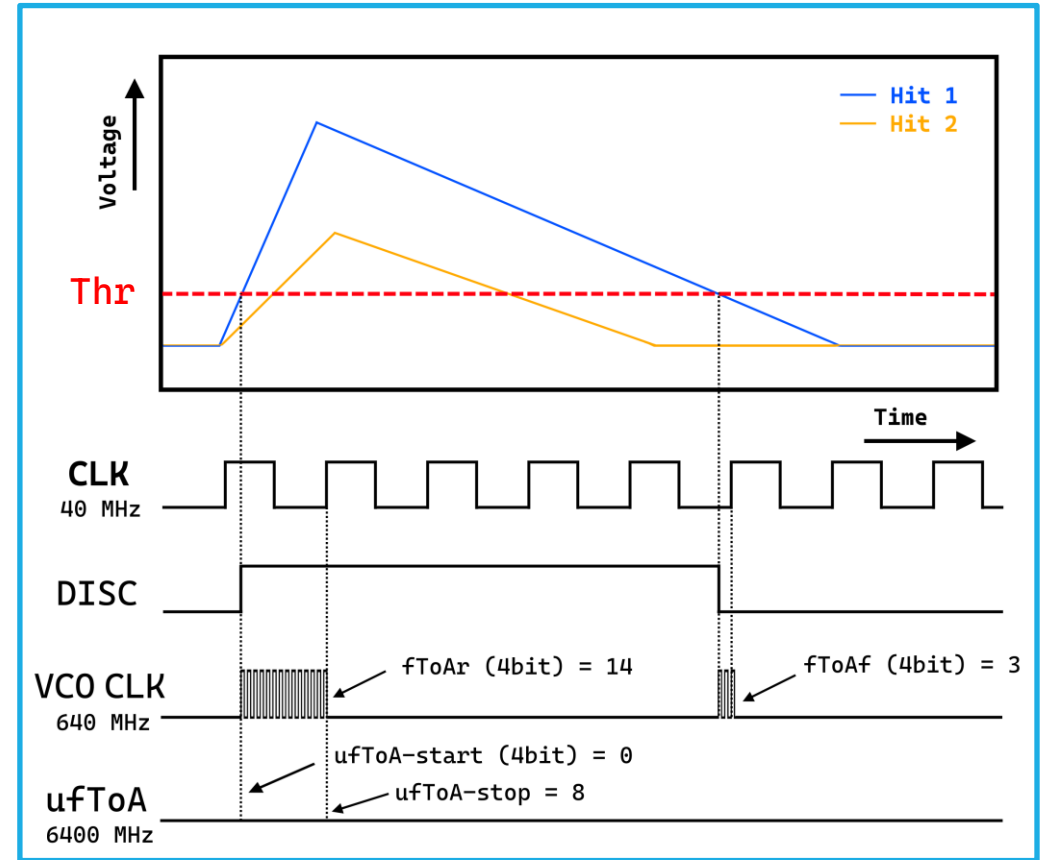 Voltage
Hit 1
Hit 2
Thr
Time
CLK
40 MHz
DISC
fToAr (4bit) = 14
fToAf (4bit) = 3
VCO CLK
640 MHz
ufToA-start (4bit) = 0
ufToA-stop = 8
ufToA
6400 MHz